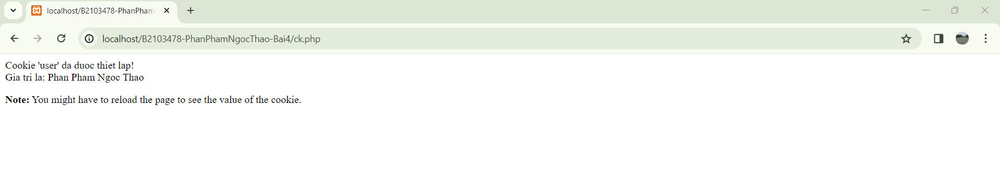 localhost/B2103478-PhanPham
localhost/B2103478-PhanPhamNgocThao-Bai4/ck.php
Cookie 'user' da duoc thiet lap!
Gia tri la: Phan Pham Ngoc Thao
Note: You might have to reload the page to see the value of the cookie.